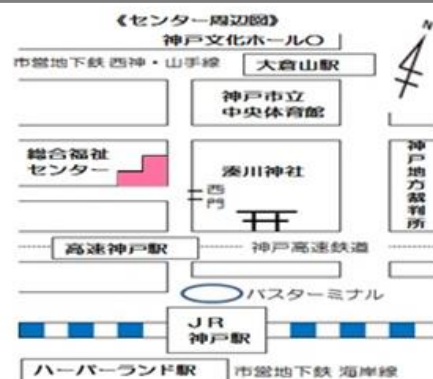 《センター周辺図》
神戸文化ホール〇
市営地下鉄 西神・山手線
大倉山駅
N
神戸市立
中央体育館
総合福祉
センター
湊川神社
西門
神戸地方裁判所
高速神戸駅
神戸高速鉄道
バスターミナル
JR
神戸駅
ハーバーランド駅
市営地下鉄 海岸線